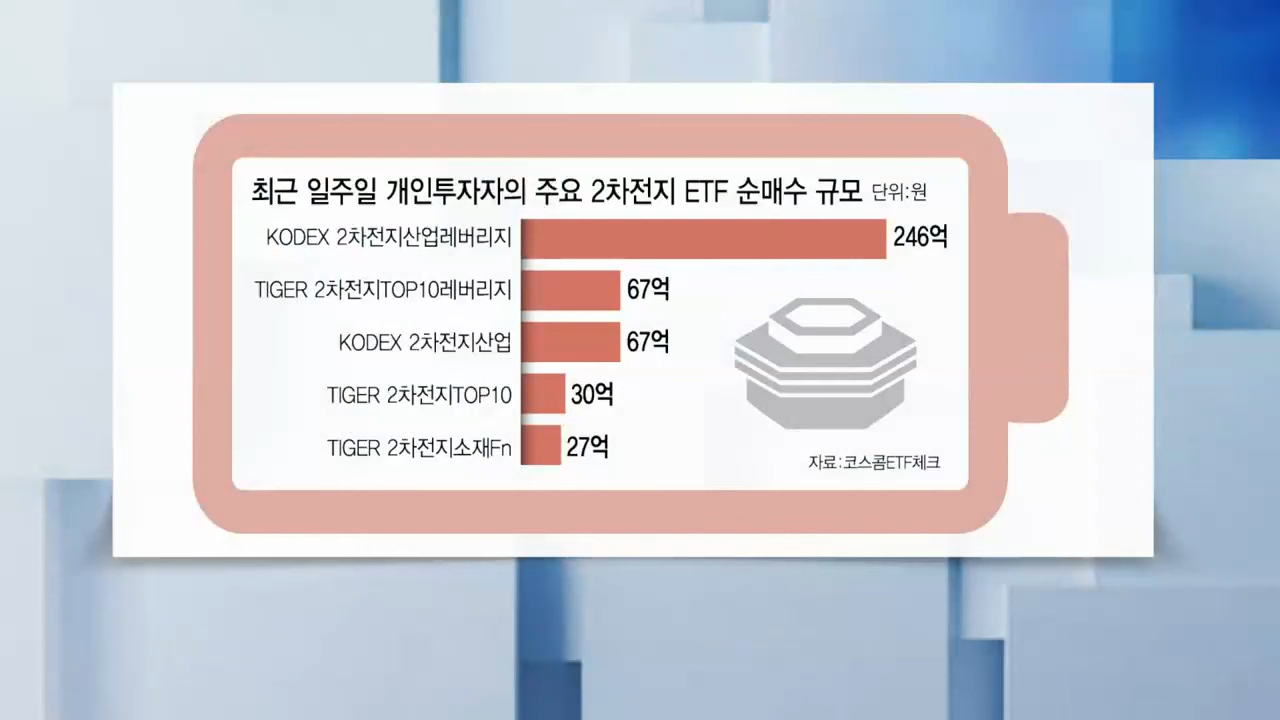 최근 일주일 개인투자자의 주요 2차전지 ETF 순매수 규모 단위:원
KODEX 2차전지산업레버리지 246억
TIGER 2차전지TOP10레버리지 67억
KODEX 2차전지산업 67억
TIGER 2차전지TOP10 30억
TIGER 2차전지소재Fn 27억
자료:코스콤ETF체크